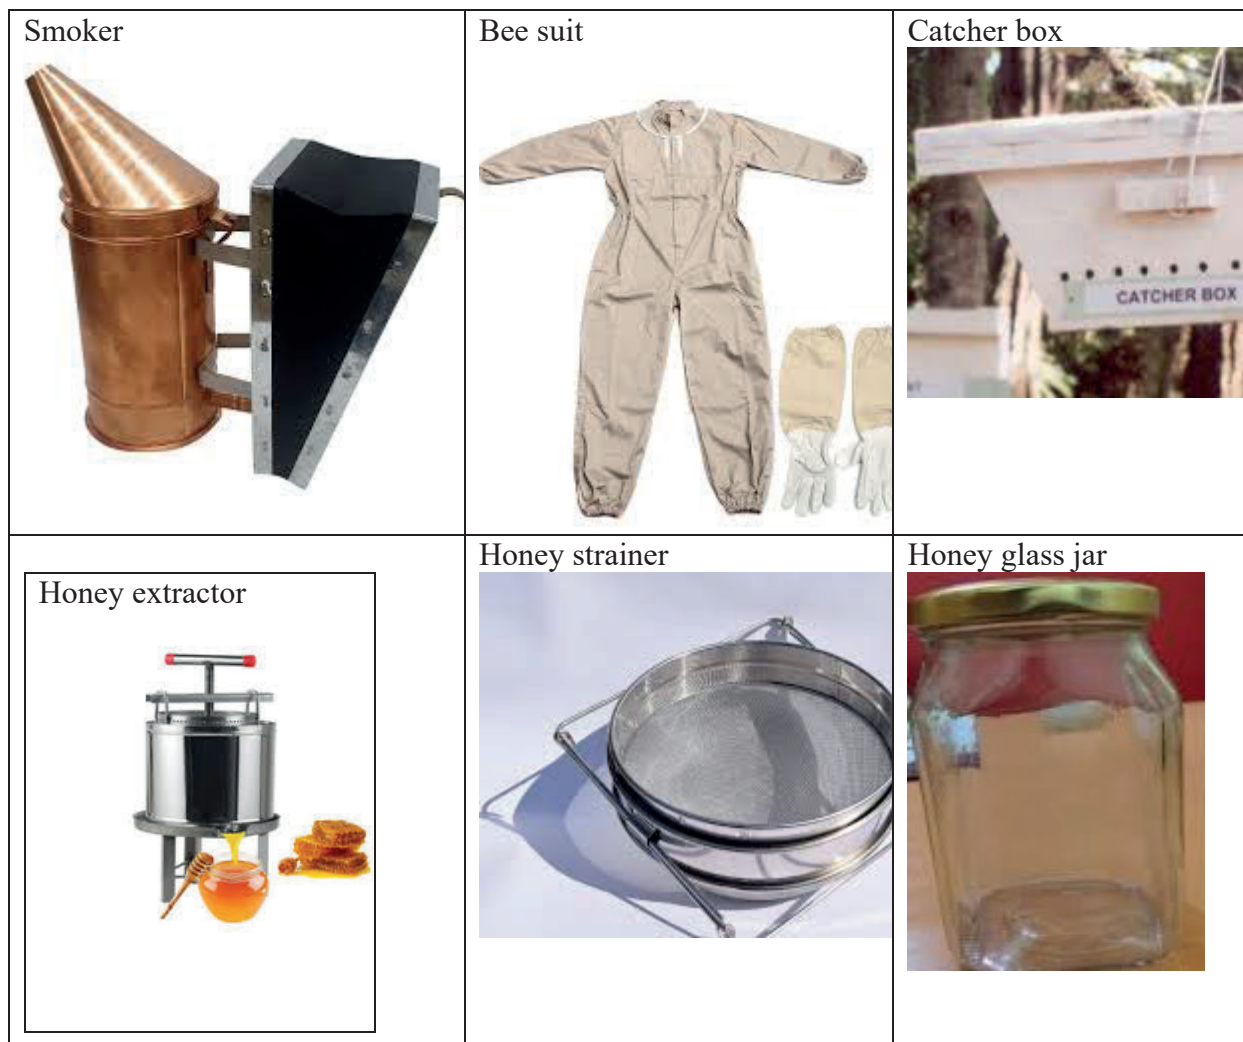 Smoker
Bee suit
Catcher box
CATCHER BOX
Honey extractor
Honey strainer
Honey glass jar